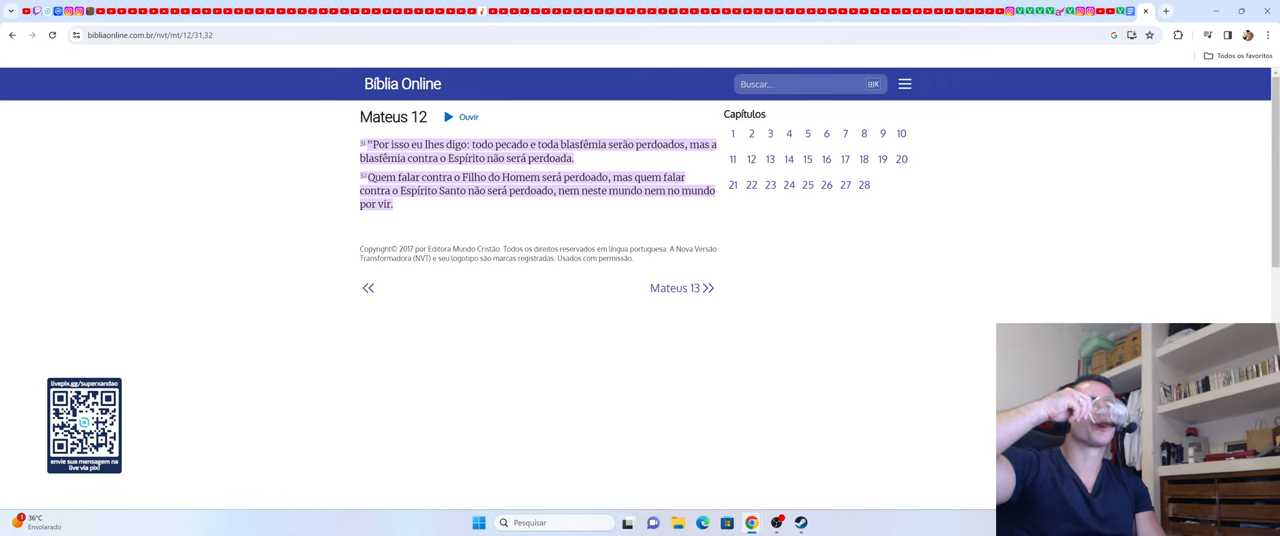 bibliaonline.com.br/nvt/mt/12/31,32
Todos os favoritos
Bíblia Online
Buscar...
Mateus 12
Ouvir
31 "Por isso eu lhes digo: todo pecado e toda blasfêmia serão perdoados, mas a
blasfêmia contra o Espírito não será perdoada.
32 Quem falar contra o Filho do Homem será perdoado, mas quem falar
contra o Espírito Santo não será perdoado, nem neste mundo nem no mundo
por vir.
Copyright© 2017 por Editora Mundo Cristão. Todos os direitos reservados em língua portuguesa. A Nova Versão
Transformadora (NVT) e seu logotipo são marcas registradas. Usados com permissão.
Mateus 13
Capítulos
1 2 3 4 5 6 7 8 9 10
11 12 13 14 15 16 17 18 19 20
21 22 23 24 25 26 27 28
livepix.gg/superxandao
envie sua mensagem na
live via pix!
1
36°C
Ensolarado
Pesquisar